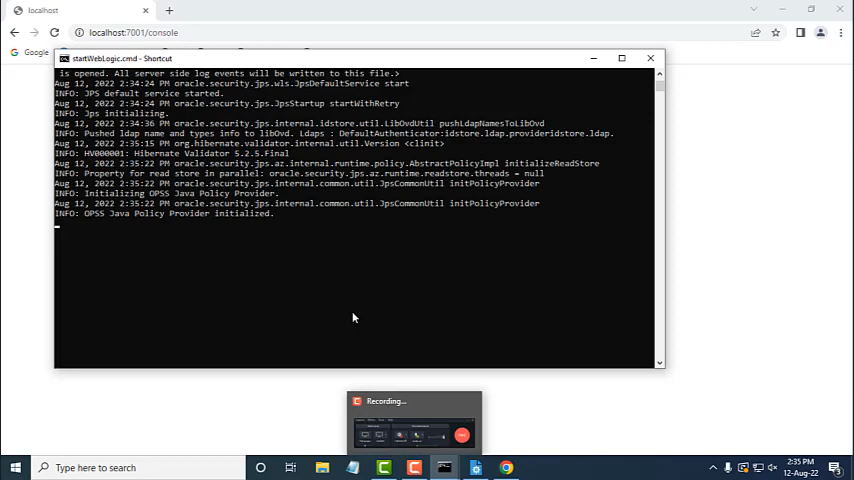 localhost
localhost:7001/console
Google
startWebLogic.cmd - Shortcut
is opened. All server side log events will be written to this file.>
Aug 12, 2022 2:34:24 PM oracle.security.jps.wls.JpsDefaultService start
INFO: JPS default service started.
Aug 12, 2022 2:34:24 PM oracle.security.jps.JpsStartup startWithRetry
INFO: Jps initializing.
Aug 12, 2022 2:34:36 PM oracle.security.jps.internal.idstore.util.LibOvdUtil pushLdapNamesToLibOvd
INFO: Pushed ldap name and types info to libOvd. Ldaps : DefaultAuthenticator:idstore.ldap.provideridstore.ldap.
Aug 12, 2022 2:35:15 PM org.hibernate.validator.internal.util.Version <clinit>
INFO: HV000001: Hibernate Validator 5.2.5.Final
Aug 12, 2022 2:35:22 PM oracle.security.jps.az.internal.runtime.policy.AbstractPolicyImpl initializeReadStore
INFO: Property for read store in parallel: oracle.security.jps.az.runtime.readstore.threads = null
Aug 12, 2022 2:35:22 PM oracle.security.jps.internal.common.util.JpsCommonUtil initPolicyProvider
INFO: Initializing OPSS Java Policy Provider.
Aug 12, 2022 2:35:22 PM oracle.security.jps.internal.common.util.JpsCommonUtil initPolicyProvider
INFO: OPSS Java Policy Provider initialized.
Recording...
Type here to search
2:35 PM
12-Aug-22
3